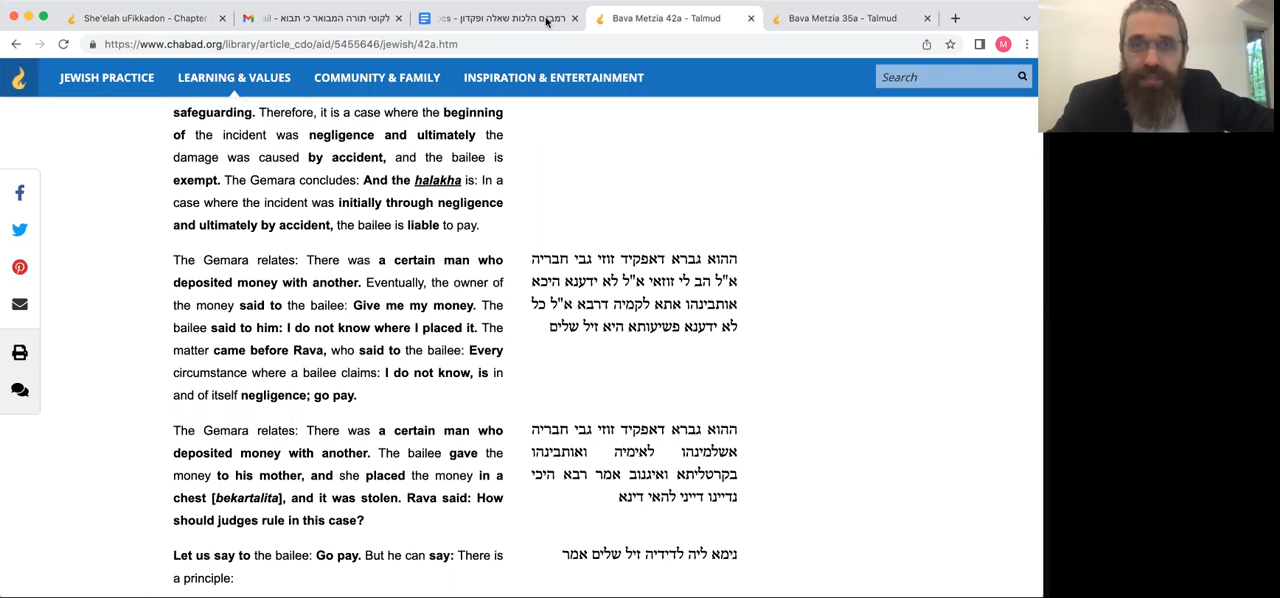 She'elah uFikkadon - Chapter
לקוטי תורה המבואר כי תבוא - ail
רמב״ם הלכות שאלה ופקדון - ocs
Bava Metzia 42a - Talmud
Bava Metzia 35a - Talmud
https://www.chabad.org/library/article_cdo/aid/5455646/jewish/42a.htm
M
JEWISH PRACTICE
LEARNING & VALUES
COMMUNITY & FAMILY
INSPIRATION & ENTERTAINMENT
Search
safeguarding. Therefore, it is a case where the beginning
of the incident was negligence and ultimately the
damage was caused by accident, and the bailee is
exempt. The Gemara concludes: And the halakha is: In a
case where the incident was initially through negligence
and ultimately by accident, the bailee is liable to pay.
The Gemara relates: There was a certain man who
deposited money with another. Eventually, the owner of
the money said to the bailee: Give me my money. The
bailee said to him: I do not know where I placed it. The
matter came before Rava, who said to the bailee: Every
circumstance where a bailee claims: I do not know, is in
and of itself negligence; go pay.
ההוא גברא דאפקיד זוזי גבי חבריה
א"ל הב לי זוזאי א"ל לא ידענא היכא
אותבינהו אתא לקמיה דרבא א"ל כל
לא ידענא פשיעותא היא זיל שלים
The Gemara relates: There was a certain man who
deposited money with another. The bailee gave the
money to his mother, and she placed the money in a
chest [bekartalita], and it was stolen. Rava said: How
should judges rule in this case?
ההוא גברא דאפקיד זוזי גבי חבריה
אשלמינהו לאימיה ואותבינהו
בקרטליתא ואיגנוב אמר רבא היכי
נדיינו דייני להאי דינא
Let us say to the bailee: Go pay. But he can say: There is
a principle:
נימא ליה לדידיה זיל שלים אמר